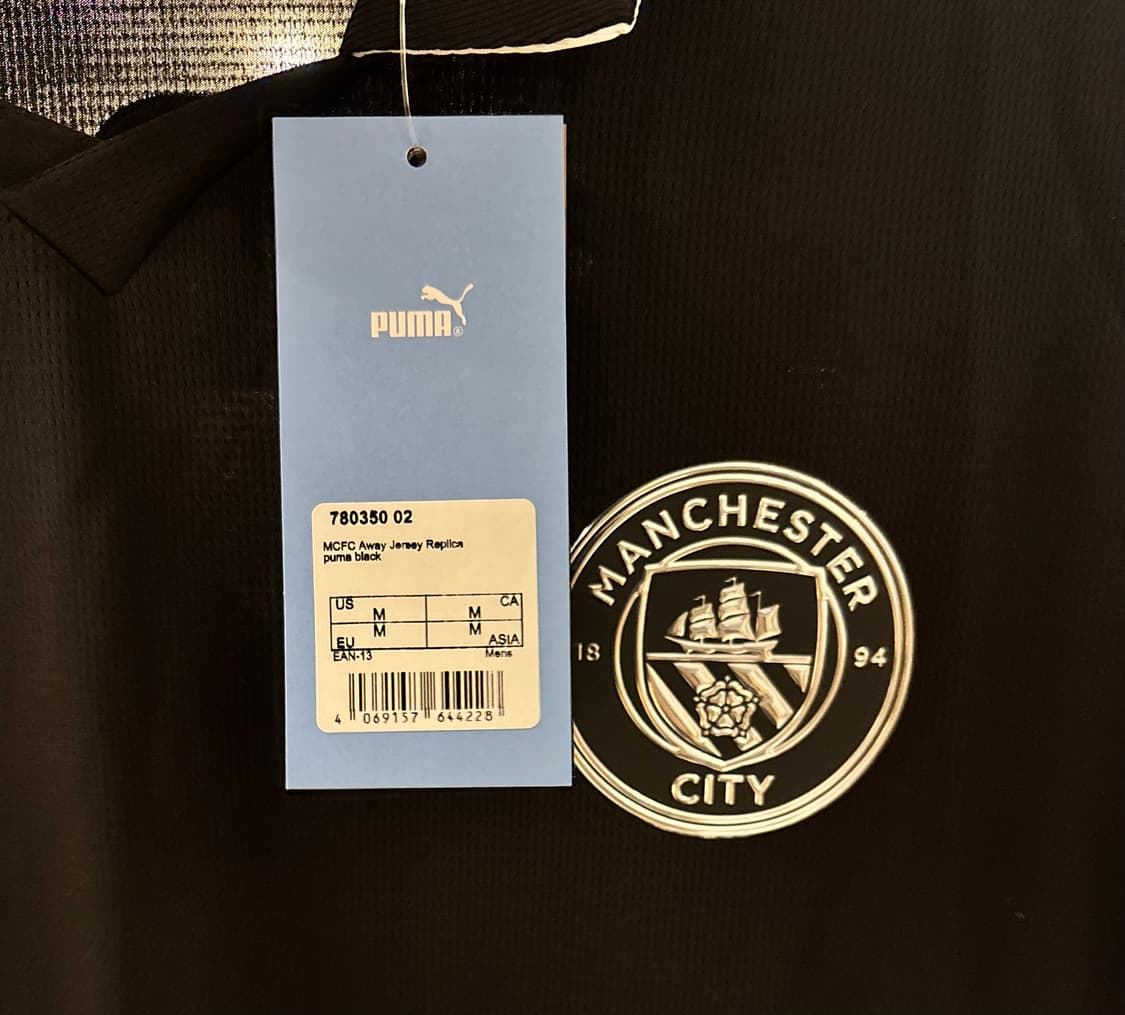 PUMA®
780350 02
MCFC Away Jersey Replica
puma black
US M M CA
EU M M ASIA
EAN-13 Mens
4 069157 644228
MANCHESTER
18 94
CITY